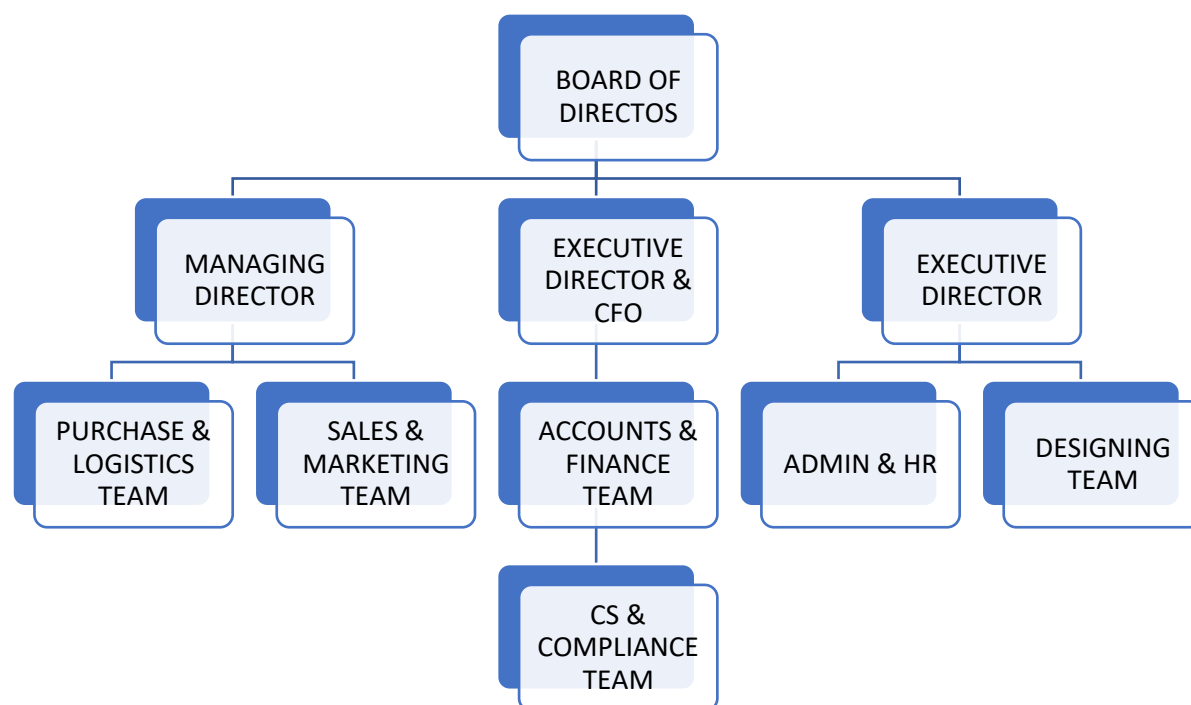 BOARD OF
DIRECTOS
MANAGING
DIRECTOR
EXECUTIVE
DIRECTOR &
CFO
EXECUTIVE
DIRECTOR
PURCHASE &
LOGISTICS
TEAM
SALES &
MARKETING
TEAM
ACCOUNTS &
FINANCE
TEAM
ADMIN & HR
DESIGNING
TEAM
CS &
COMPLIANCE
TEAM